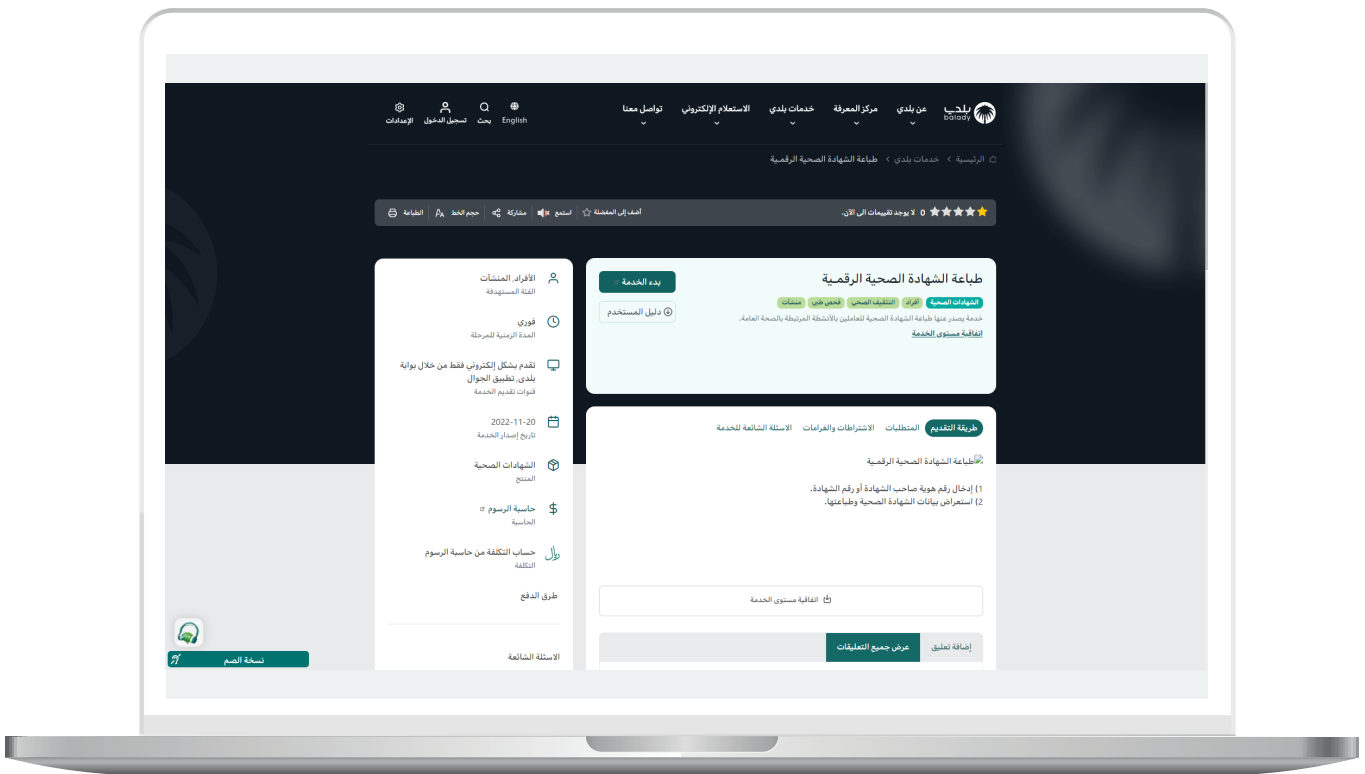 بلدي
balady
عن بلدي
مركز المعرفة
خدمات بلدي
الاستعلام الإلكتروني
تواصل معنا
English
بحث
تسجيل الدخول
الإعدادات
الرئيسية › خدمات بلدي › طباعة الشهادة الصحية الرقمـية
0 لا يوجد تقييمات الى الآن.
أضف إلى المفضلة
استمع
مشاركة
حجم الخط
الطباعة
طباعة الشهادة الصحية الرقمـية
الشهادات الصحية
أفراد
التثقيف الصحي
فحص طبي
منشآت
خدمة يصدر عنها طباعة الشهادة الصحية للعاملين بالأنشطة المرتبطة بالصحة العامة.
اتفاقية مستوى الخدمة
بدء الخدمة
دليل المستخدم
طريقة التقديم
المتطلبات
الاشتراطات والغرامات
الاسئلة الشائعة للخدمة
طباعة الشهادة الصحية الرقمـية
1) إدخال رقم هوية صاحب الشهادة أو رقم الشهادة.
2) استعراض بيانات الشهادة الصحية وطباعتها.
اتفاقية مستوى الخدمة
إضافة تعليق
عرض جميع التعليقات
الأفراد, المنشآت
الفئة المستهدفة
فوري
المدة الزمنية للمرحلة
تقدم بشكل إلكتروني فقط من خلال بوابة
بلدي, تطبيق الجوال
قنوات تقديم الخدمة
2022-11-20
تاريخ إصدار الخدمة
الشهادات الصحية
المنتج
حاسبة الرسوم
الحاسبة
حساب التكلفة من حاسبة الرسوم
التكلفة
طرق الدفع
الاسئلة الشائعة
نسخة الصم